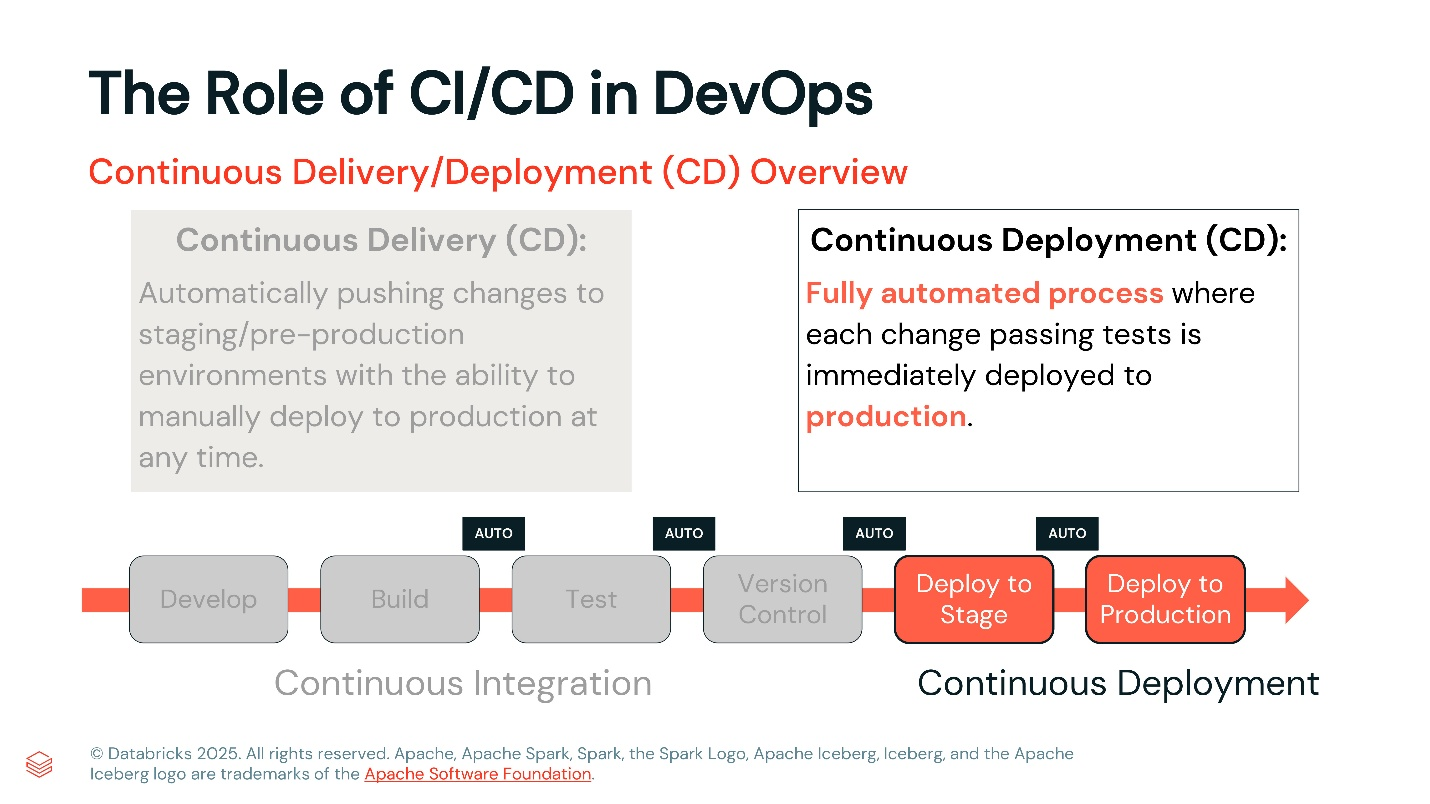 The Role of CI/CD in DevOps
Continuous Delivery/Deployment (CD) Overview
Continuous Delivery (CD):
Automatically pushing changes to
staging/pre-production
environments with the ability to
manually deploy to production at
any time.
Continuous Deployment (CD):
Fully automated process where
each change passing tests is
immediately deployed to
production.
AUTO
AUTO
AUTO
AUTO
Develop
Build
Test
Version
Control
Deploy to
Stage
Deploy to
Production
Continuous Integration
Continuous Deployment
© Databricks 2025. All rights reserved. Apache, Apache Spark, Spark, the Spark Logo, Apache Iceberg, Iceberg, and the Apache
Iceberg logo are trademarks of the Apache Software Foundation.